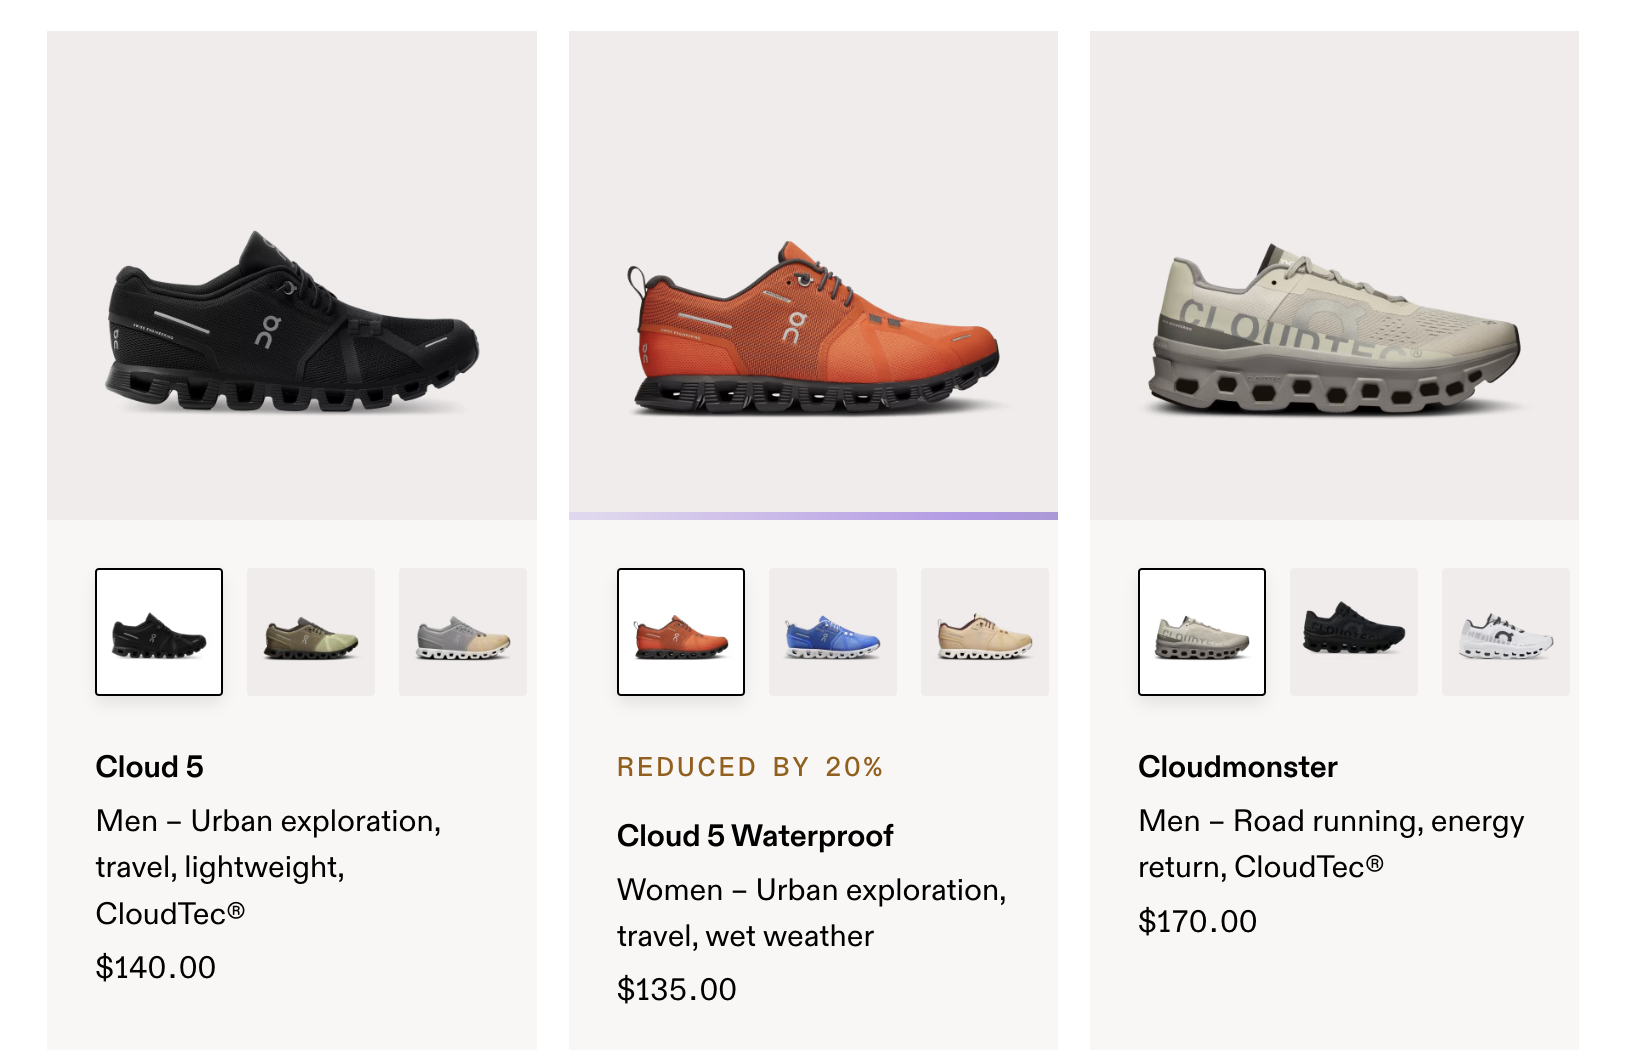 CLOUDTEC®
Cloud 5
Men – Urban exploration,
travel, lightweight,
CloudTec®
$140.00
REDUCED BY 20%
Cloud 5 Waterproof
Women – Urban exploration,
travel, wet weather
$135.00
Cloudmonster
Men – Road running, energy
return, CloudTec®
$170.00